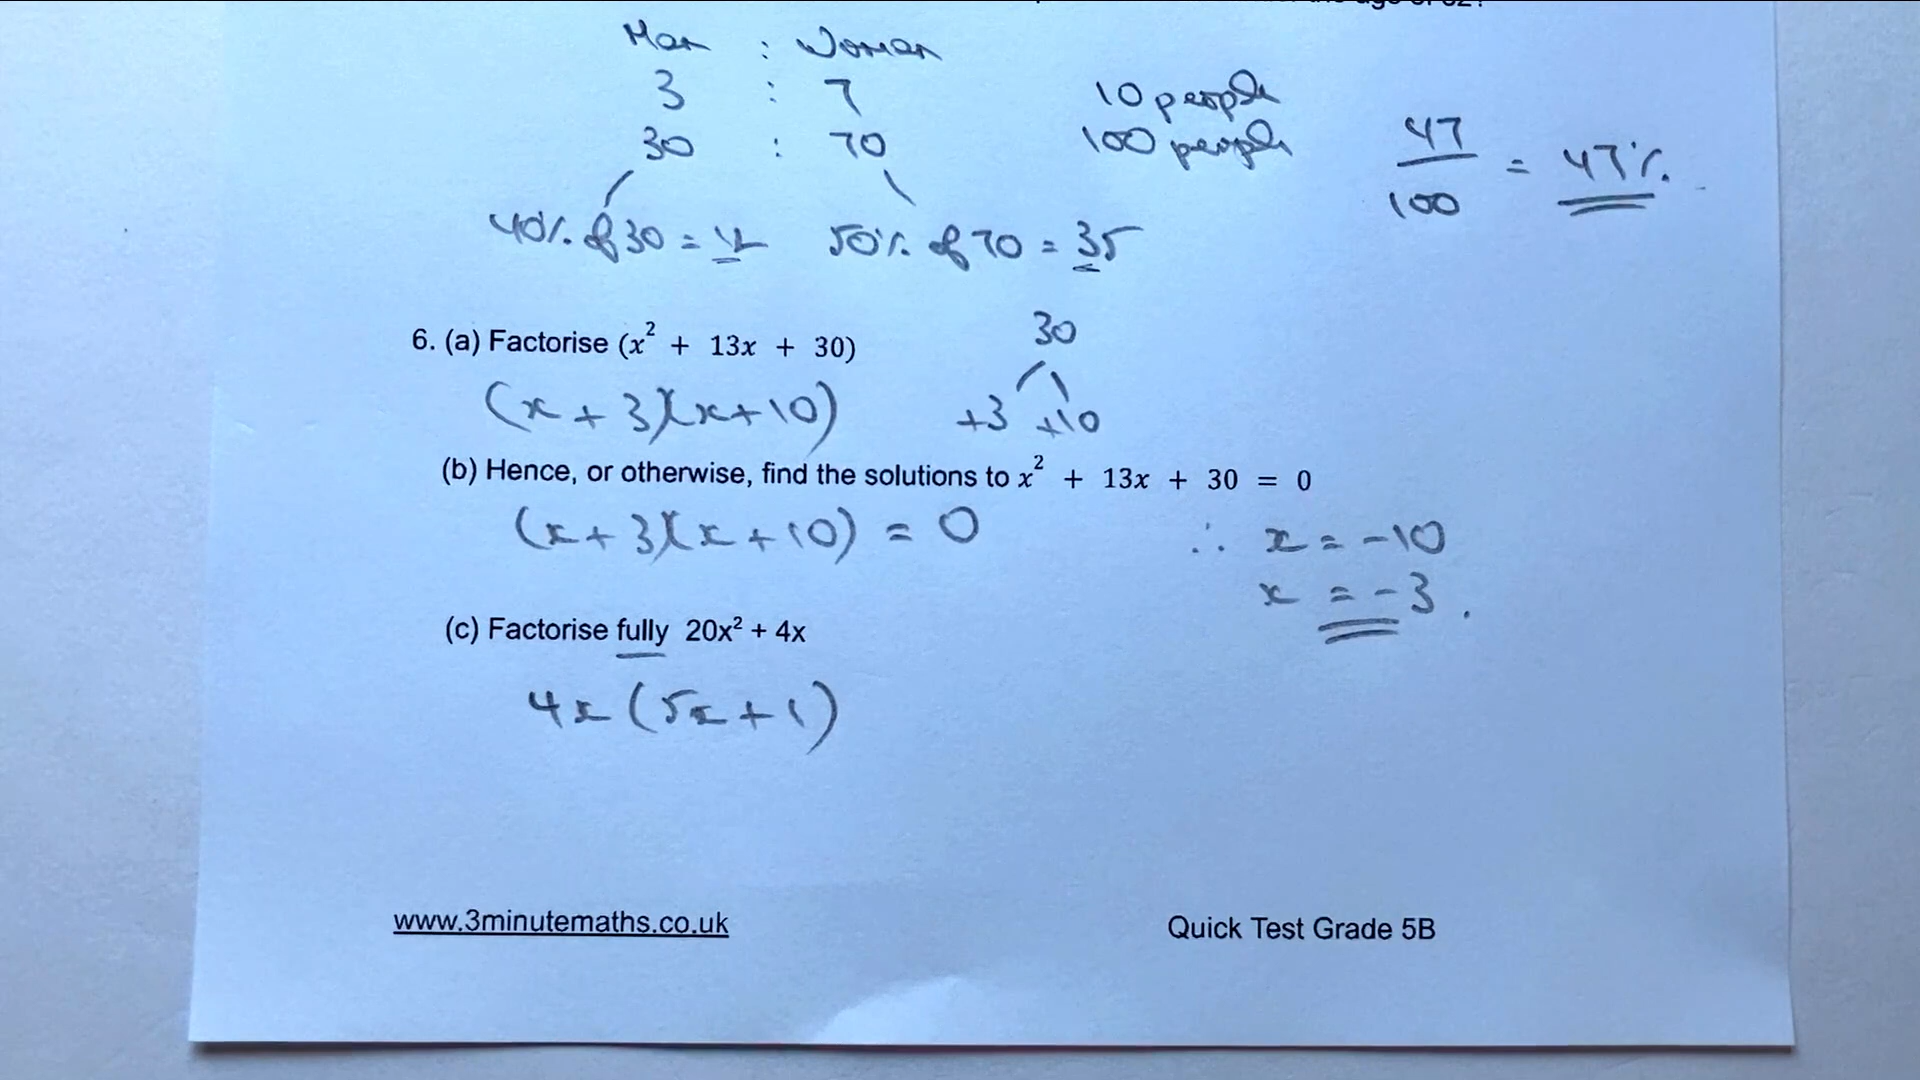 Men : Women
3 : 7 10 people
30 : 70 100 people
47/100 = 47%
40% of 30 = 12 50% of 70 = 35
6. (a) Factorise (x² + 13x + 30)
30
+3 +10
(x + 3)(x + 10)
(b) Hence, or otherwise, find the solutions to x² + 13x + 30 = 0
(x + 3)(x + 10) = 0 ∴ x = -10
x = -3.
(c) Factorise fully 20x² + 4x
4x (5x + 1)
www.3minutemaths.co.uk Quick Test Grade 5B